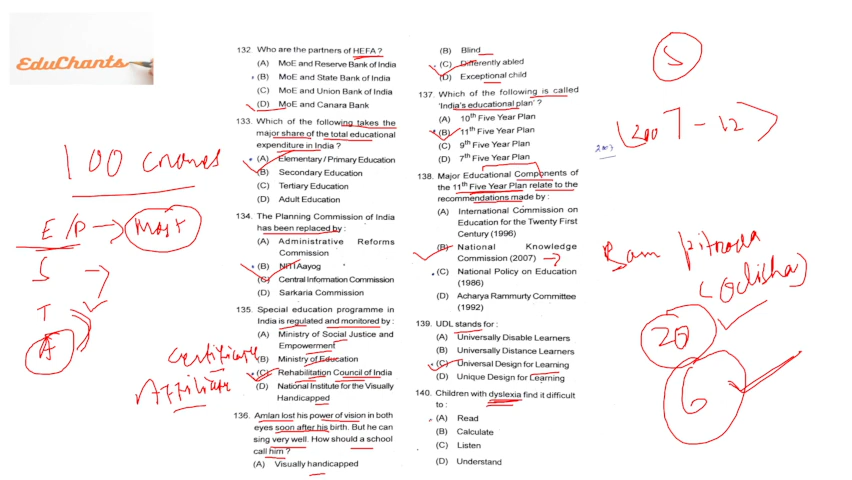 EduChants
132 Who are the partners of HEFA ?
(A) MoE and Reserve Bank of India
(B) MoE and State Bank of India
(C) MoE and Union Bank of India
(D) MoE and Canara Bank
133. Which of the following takes the
major share of the total educational
expenditure in India ?
(A) Elementary/Primary Education
(B) Secondary Education
(C) Tertiary Education
(D) Adult Education
134. The Planning Commission of India
has been replaced by :
(A) Administrative Reforms
Commission
(B) NITI Aayog
(C) Central Information Commission
(D) Sarkaria Commission
135. Special education programme in
India is regulated and monitored by :
(A) Ministry of Social Justice and
Empowerment
(B) Ministry of Education
(C) Rehabilitation Council of India
(D) National Institute for the Visually
Handicapped
136. Amlan lost his power of vision in both
eyes soon after his birth. But he can
sing very well. How should a school
call him ?
(A) Visually handicapped
(B) Blind
(C) Differently abled
(D) Exceptional child
137. Which of the following is called
'India's educational plan' ?
(A) 10th Five Year Plan
(B) 11th Five Year Plan
(C) 9th Five Year Plan
(D) 7th Five Year Plan
138. Major Educational Components of
the 11th Five Year Plan relate to the
recommendations made by :
(A) International Commission on
Education for the Twenty First
Century (1996)
(B) National Knowledge
Commission (2007)
(C) National Policy on Education
(1986)
(D) Acharya Rammurty Committee
(1992)
139. UDL stands for :
(A) Universally Disable Learners
(B) Universally Distance Learners
(C) Universal Design for Learning
(D) Unique Design for Learning
140. Children with dyslexia find it difficult
to :
(A) Read
(B) Calculate
(C) Listen
(D) Understand
E/P → Most
S
T
A
Certificate
Affiliate
(2007-12
Sam Pitroda
(Odisha)
20
6